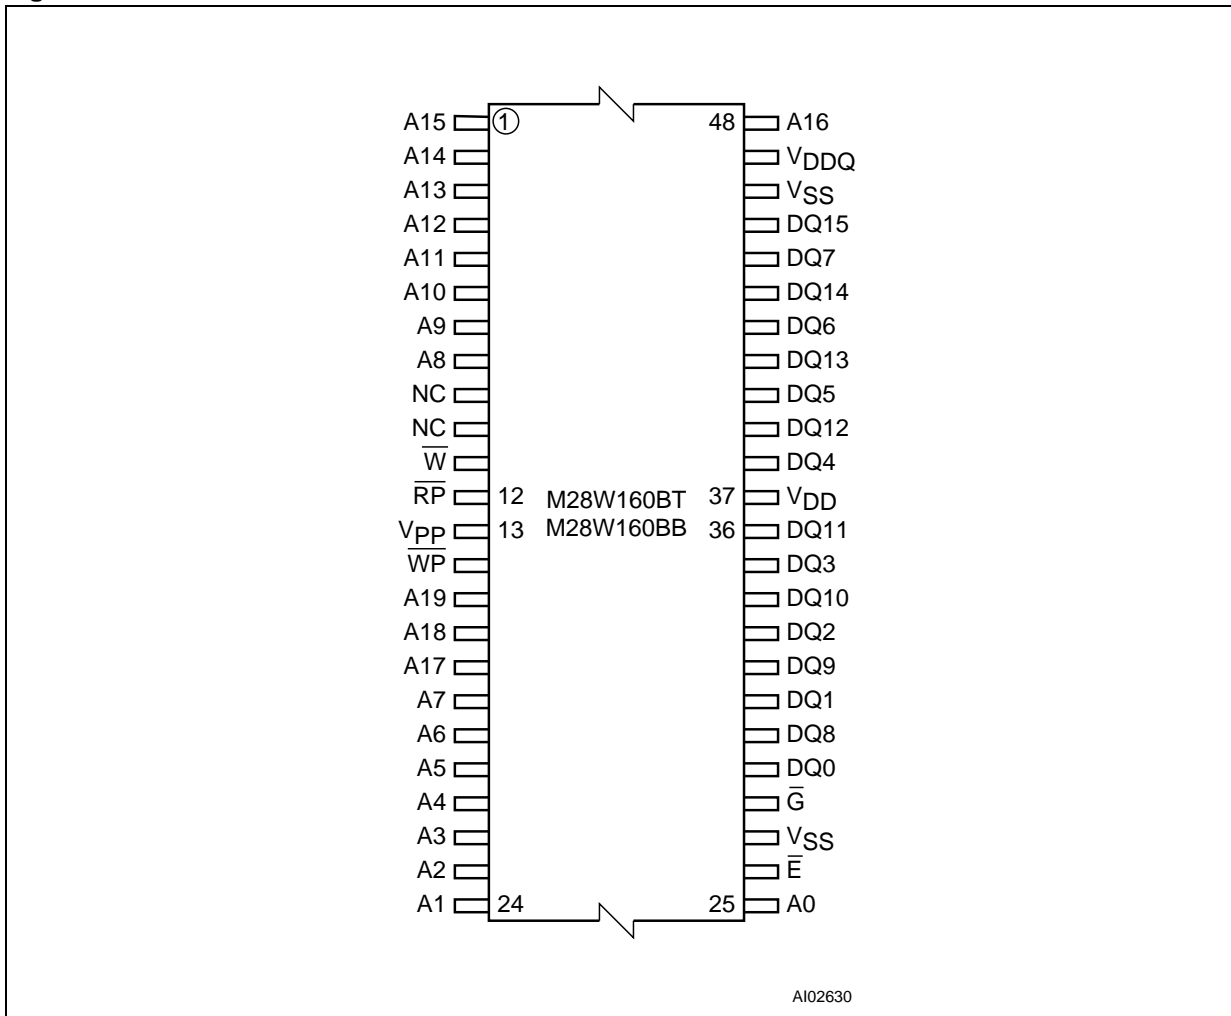 A15 1 48 A16
A14 VDDQ
A13 VSS
A12 DQ15
A11 DQ7
A10 DQ14
A9 DQ6
A8 DQ13
NC DQ5
NC DQ12
W̅ DQ4
R̅P̅ 12 M28W160BT 37 VDD
VPP 13 M28W160BB 36 DQ11
W̅P̅ DQ3
A19 DQ10
A18 DQ2
A17 DQ9
A7 DQ1
A6 DQ8
A5 DQ0
A4 G̅
A3 VSS
A2 E̅
A1 24 25 A0
AI02630